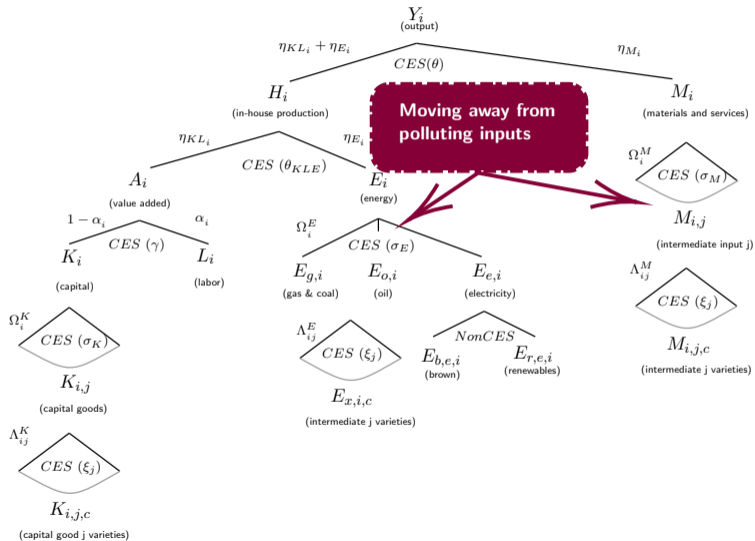 Y_i
(output)
η_{KL_i} + η_{E_i}
CES(θ)
η_{M_i}
H_i
(in-house production)
Moving away from
polluting inputs
M_i
(materials and services)
η_{KL_i}
CES (θ_{KLE})
η_{E_i}
Ω_i^M
CES (σ_M)
A_i
(value added)
E_i
(energy)
M_{i,j}
(intermediate input j)
1 − α_i
CES (γ)
α_i
Ω_i^E
CES (σ_E)
K_i
(capital)
L_i
(labor)
E_{g,i}
(gas & coal)
E_{o,i}
(oil)
E_{e,i}
(electricity)
Λ_{ij}^M
CES (ξ_j)
M_{i,j,c}
(intermediate j varieties)
Ω_i^K
CES (σ_K)
K_{i,j}
(capital goods)
Λ_{ij}^E
CES (ξ_j)
E_{x,i,c}
(intermediate j varieties)
NonCES
E_{b,e,i}
(brown)
E_{r,e,i}
(renewables)
Λ_{ij}^K
CES (ξ_j)
K_{i,j,c}
(capital good j varieties)